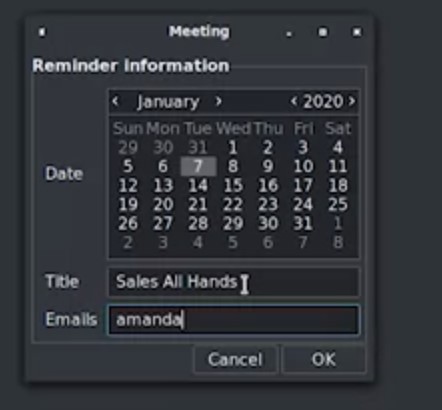 Meeting
Reminder information
‹ January › ‹ 2020 ›
Sun Mon Tue Wed Thu Fri Sat
29 30 31 1 2 3 4
5 6 7 8 9 10 11
Date
12 13 14 15 16 17 18
19 20 21 22 23 24 25
26 27 28 29 30 31 1
2 3 4 5 6 7 8
Title Sales All Hands
Emails amanda
Cancel OK